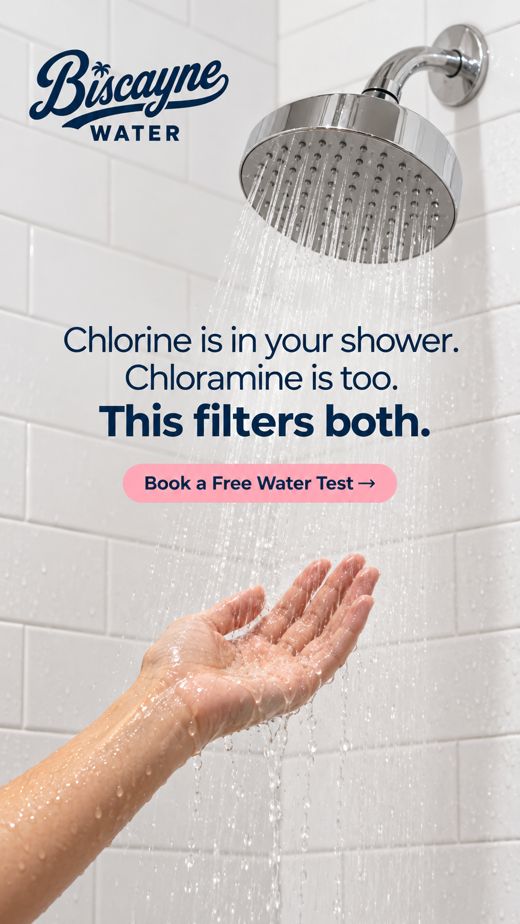 Biscayne
WATER
Chlorine is in your shower.
Chloramine is too.
This filters both.
Book a Free Water Test →